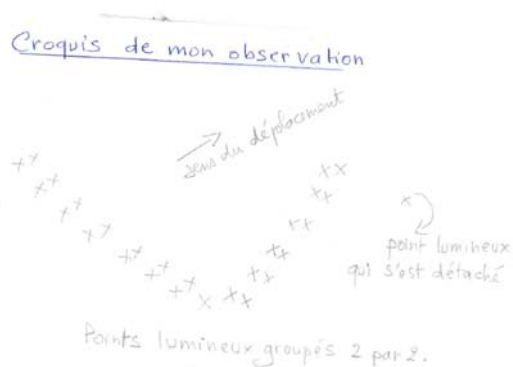 Croquis de mon observation
sens du déplacement
point lumineux
qui s'est détaché
Points lumineux groupés 2 par 2.